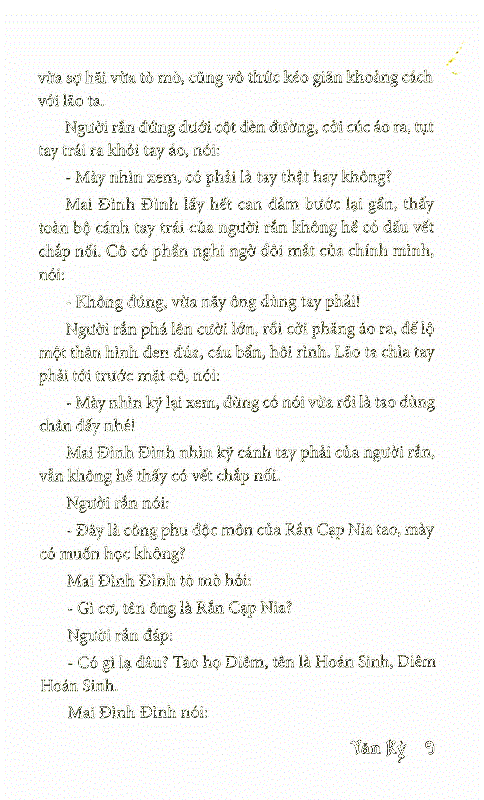 vừa sợ hãi vừa tò mò, cũng vô thức kéo giãn khoảng cách
với lão ta.
Người rắn đứng dưới cột đèn đường, cởi cúc áo ra, tụt
tay trái ra khỏi tay áo, nói:
- Mày nhìn xem, có phải là tay thật hay không?
Mai Đình Đình lấy hết can đảm bước lại gần, thấy
toàn bộ cánh tay trái của người rắn không hề có dấu vết
chắp nối. Cô có phần nghi ngờ đôi mắt của chính mình,
nói:
- Không đúng, vừa nãy ông dùng tay phải!
Người rắn phá lên cười lớn, rồi cởi phăng áo ra, để lộ
một thân hình đen đúa, cáu bẩn, hôi rình. Lão ta chìa tay
phải tới trước mặt cô, nói:
- Mày nhìn kỹ lại xem, đừng có nói vừa rồi là tao dùng
chân đấy nhé!
Mai Đình Đình nhìn kỹ cánh tay phải của người rắn,
vẫn không hề thấy có vết chắp nối.
Người rắn nói:
- Đây là công phu độc môn của Rắn Cạp Nia tao, mày
có muốn học không?
Mai Đình Đình tò mò hỏi:
- Gì cơ, tên ông là Rắn Cạp Nia?
Người rắn đáp:
- Có gì lạ đâu? Tao họ Diêm, tên là Hoán Sinh, Diêm
Hoán Sinh.
Mai Đình Đình nói:
Tân Kỳ 9